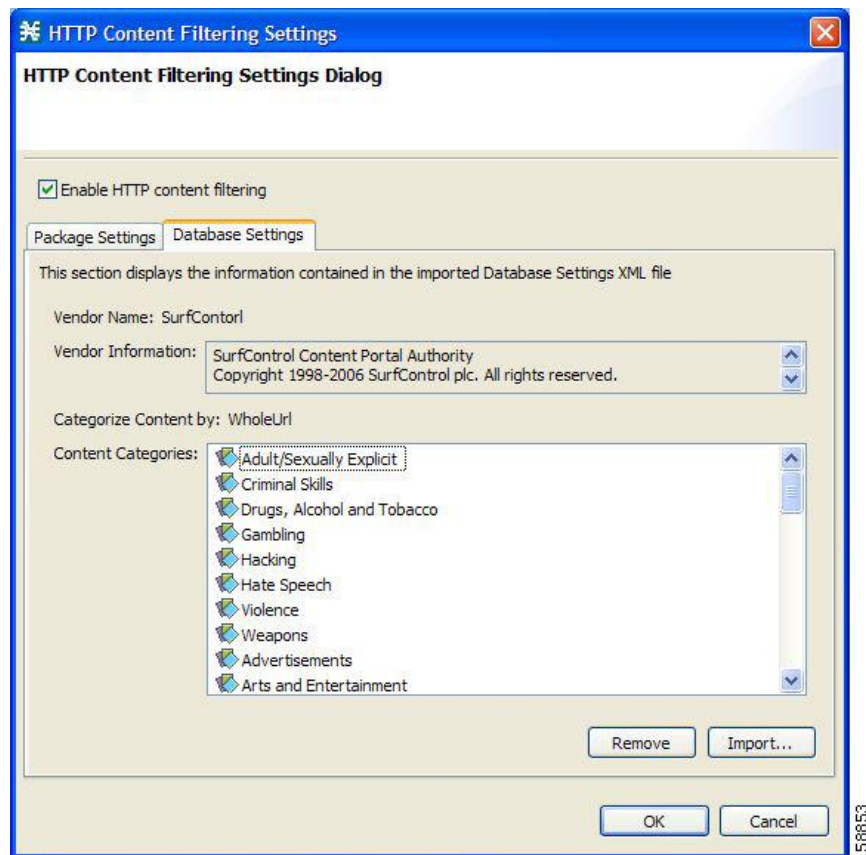 HTTP Content Filtering Settings
HTTP Content Filtering Settings Dialog
Enable HTTP content filtering
Package Settings Database Settings
This section displays the information contained in the imported Database Settings XML file
Vendor Name: SurfContorl
Vendor Information: SurfControl Content Portal Authority
Copyright 1998-2006 SurfControl plc. All rights reserved.
Categorize Content by: WholeUrl
Content Categories: Adult/Sexually Explicit
Criminal Skills
Drugs, Alcohol and Tobacco
Gambling
Hacking
Hate Speech
Violence
Weapons
Advertisements
Arts and Entertainment
Remove Import...
OK Cancel